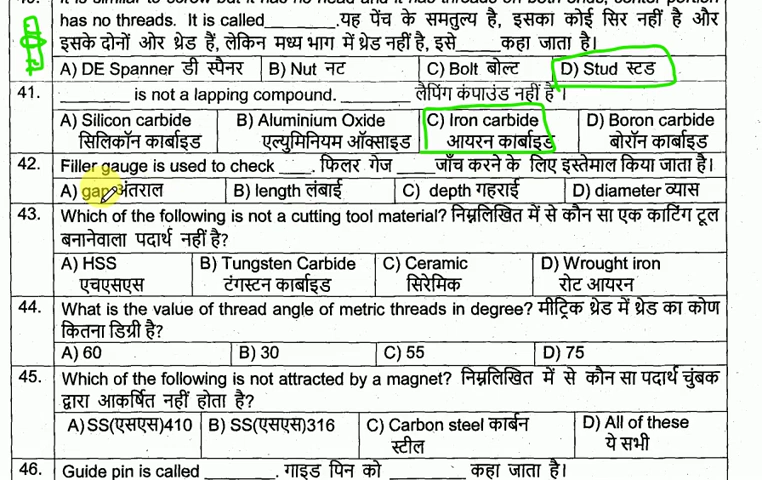 has no threads. It is called_______.यह पेंच के समतुल्य है, इसका कोई सिर नहीं है और
इसके दोनों ओर थ्रेड हैं, लेकिन मध्य भाग में थ्रेड नहीं है, इसे_____कहा जाता है।
A) DE Spanner डी स्पैनर B) Nut नट C) Bolt बोल्ट D) Stud स्टड
41. _______ is not a lapping compound. _______ लैपिंग कंपाउंड नहीं है ।
A) Silicon carbide B) Aluminium Oxide C) Iron carbide D) Boron carbide
सिलिकॉन कार्बाइड एल्युमिनियम ऑक्साइड आयरन कार्बाइड बोरॉन कार्बाइड
42. Filler gauge is used to check ____. फिलर गेज ____जाँच करने के लिए इस्तेमाल किया जाता है।
A) gap अंतराल B) length लंबाई C) depth गहराई D) diameter व्यास
43. Which of the following is not a cutting tool material? निम्नलिखित में से कौन सा एक काटिंग टूल
बनानेवाला पदार्थ नहीं है?
A) HSS B) Tungsten Carbide C) Ceramic D) Wrought iron
एचएसएस टंगस्टन कार्बाइड सिरेमिक रोट आयरन
44. What is the value of thread angle of metric threads in degree? मीट्रिक थ्रेड में थ्रेड का कोण
कितना डिग्री है?
A) 60 B) 30 C) 55 D) 75
45. Which of the following is not attracted by a magnet? निम्नलिखित में से कौन सा पदार्थ चुंबक
द्वारा आकर्षित नहीं होता है?
A) SS(एसएस)410 B) SS(एसएस)316 C) Carbon steel कार्बन D) All of these
स्टील ये सभी
46. Guide pin is called ________. गाइड पिन को ________ कहा जाता है।